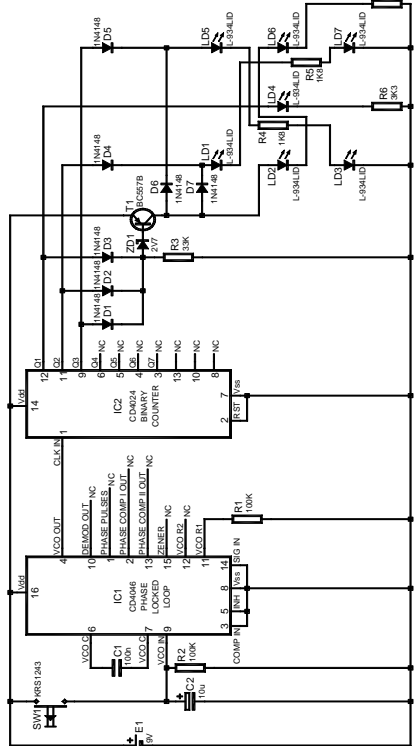 E1
9V
SW1
KRS1243
C2
10u
R2
100K
C1
100n
VCO C
6
VCO C
7
VCO IN
9
16
Vdd
IC1
CD4046
PHASE
LOCKED
LOOP
3
COMP IN
5
INH
8
Vss
14
SIG IN
4
VCO OUT
10
DEMOD OUT
NC
1
PHASE PULSES
NC
2
PHASE COMP I OUT
NC
13
PHASE COMP II OUT
NC
15
ZENER
NC
12
VCO R2
NC
11
VCO R1
R1
100K
CLK IN
1
14
Vdd
IC2
CD4024
BINARY
COUNTER
2
RST
7
Vss
12
Q1
11
Q2
9
Q3
6
Q4
NC
5
Q5
NC
4
Q6
NC
3
Q7
NC
13
NC
10
NC
8
NC
1N4148
D1
1N4148
D2
1N4148
D3
ZD1
2V7
R3
33K
T1
BC557B
1N4148
D4
1N4148
D5
D6
1N4148
D7
1N4148
LD1
L-934LID
LD5
L-934LID
LD2
L-934LID
LD3
L-934LID
R4
1K8
LD4
L-934LID
LD6
L-934LID
R5
1K8
LD7
L-934LID
R6
3K3